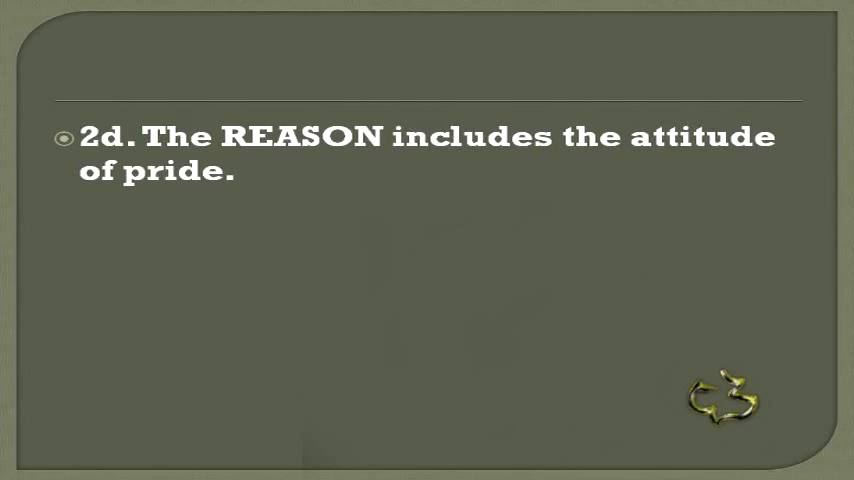 2d. The REASON includes the attitude
of pride.